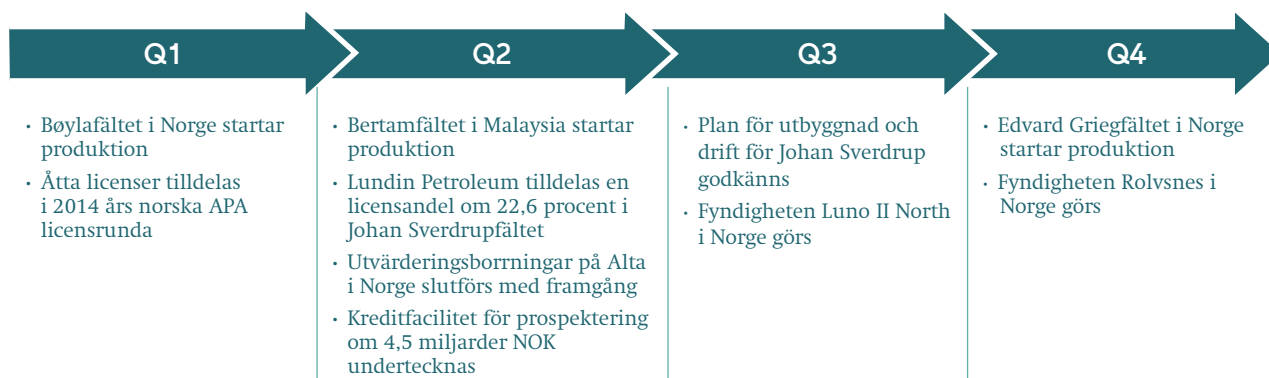 Q1
· Bøylafältet i Norge startar
produktion
· Åtta licenser tilldelas
i 2014 års norska APA
licensrunda
Q2
· Bertamfältet i Malaysia startar
produktion
· Lundin Petroleum tilldelas en
licensandel om 22,6 procent i
Johan Sverdrupfältet
· Utvärderingsborrningar på Alta
i Norge slutförs med framgång
· Kreditfacilitet för prospektering
om 4,5 miljarder NOK
undertecknas
Q3
· Plan för utbyggnad och
drift för Johan Sverdrup
godkänns
· Fyndigheten Luno II North
i Norge görs
Q4
· Edvard Griegfältet i Norge
startar produktion
· Fyndigheten Rolvsnes i
Norge görs